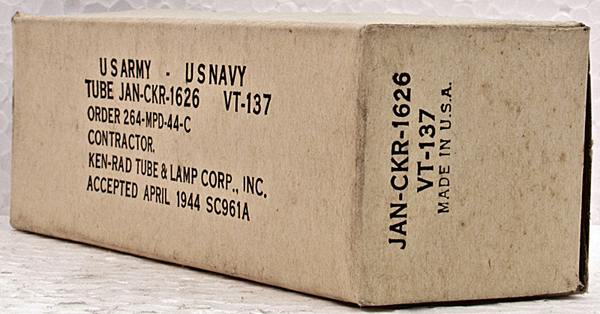 US ARMY - US NAVY
TUBE JAN-CKR-1626 VT-137
ORDER 264-MPD-44-C
CONTRACTOR.
KEN-RAD TUBE & LAMP CORP., INC.
ACCEPTED APRIL 1944 SC961A
JAN-CKR-1626
VT-137
MADE IN U.S.A.